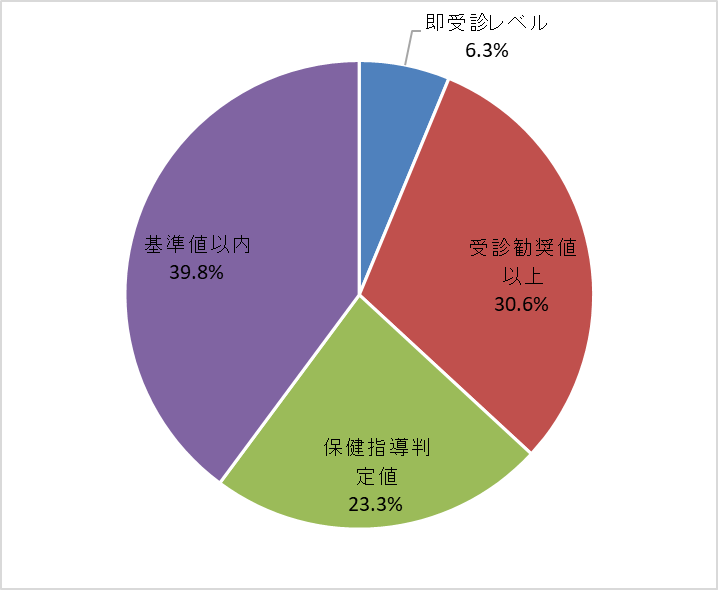 即受診レベル
6.3%
基準値以内
39.8%
受診勧奨値
以上
30.6%
保健指導判
定値
23.3%